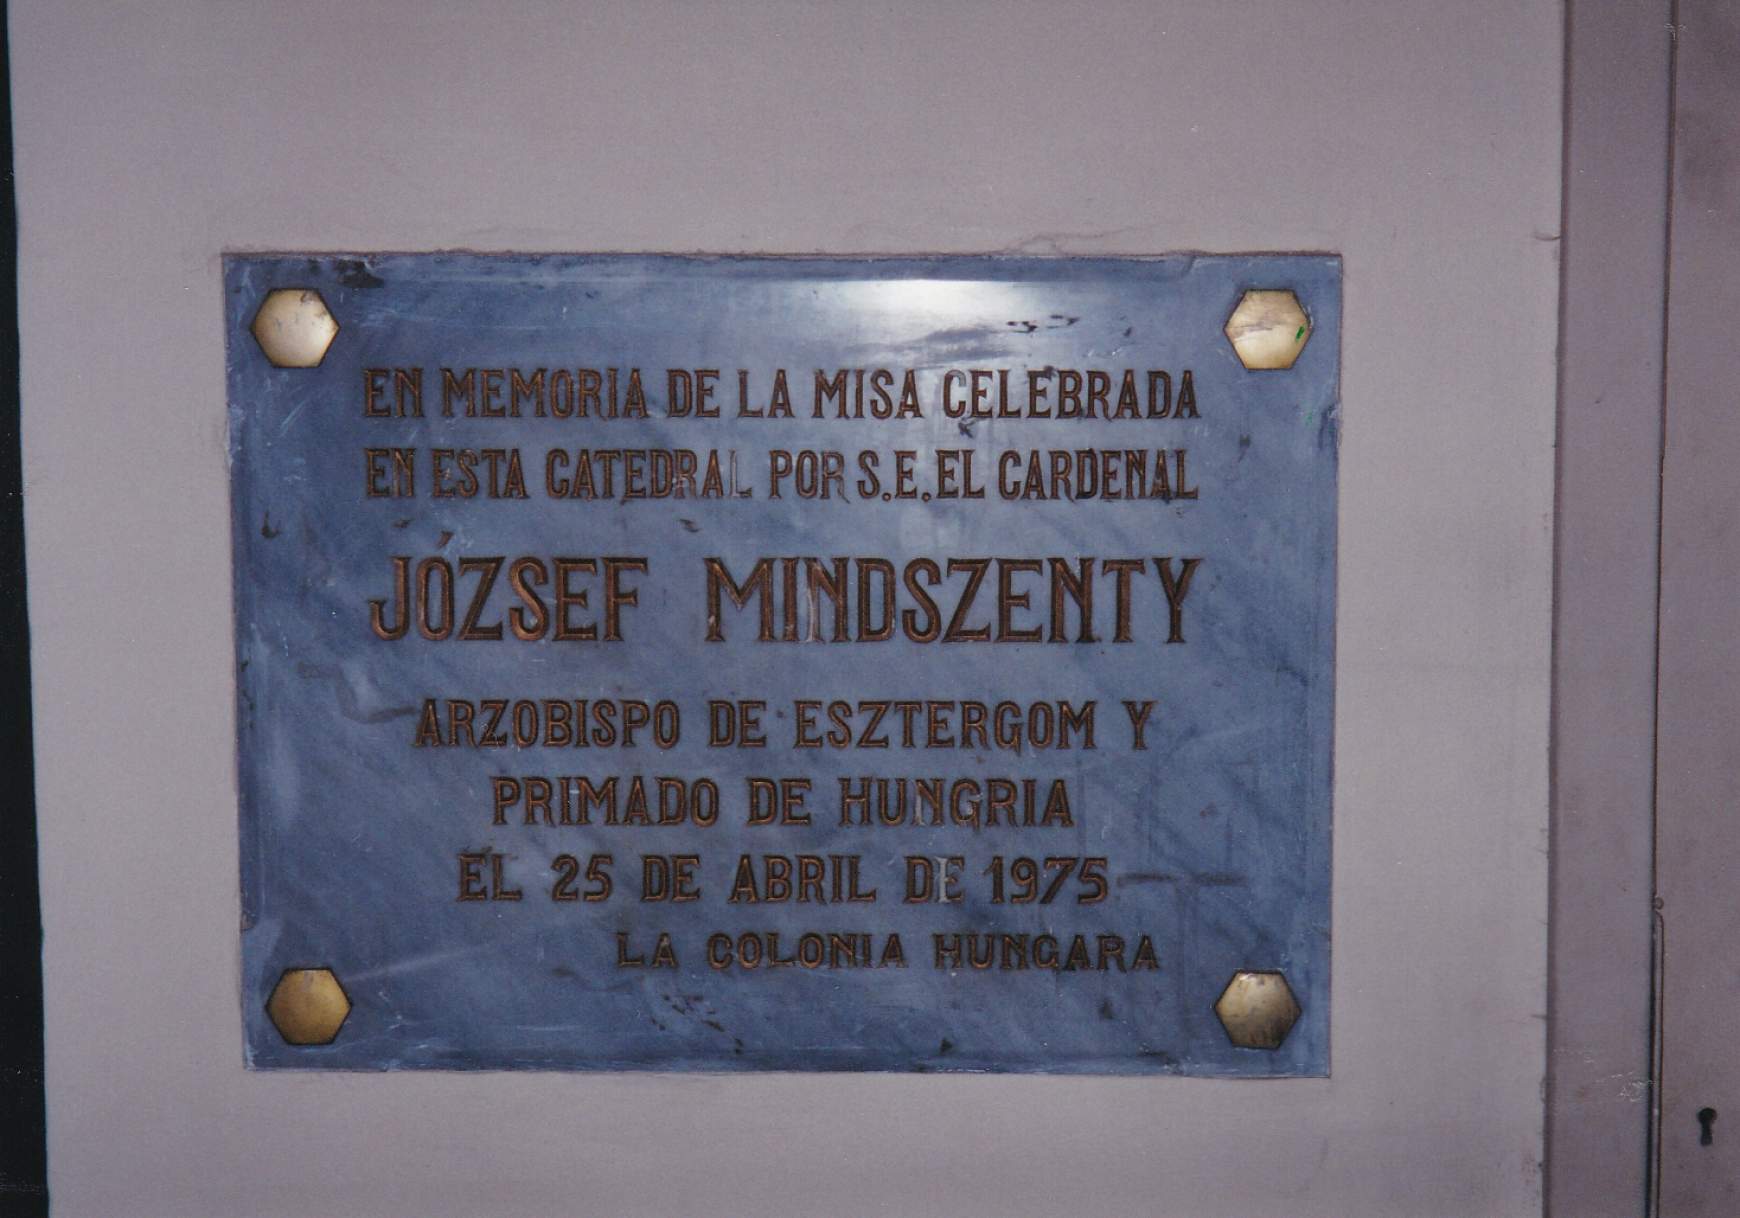 EN MEMORIA DE LA MISA CELEBRADA
EN ESTA CATEDRAL POR S.E. EL CARDENAL
JÓZSEF MINDSZENTY
ARZOBISPO DE ESZTERGOM Y
PRIMADO DE HUNGRIA
EL 25 DE ABRIL DE 1975
LA COLONIA HUNGARA